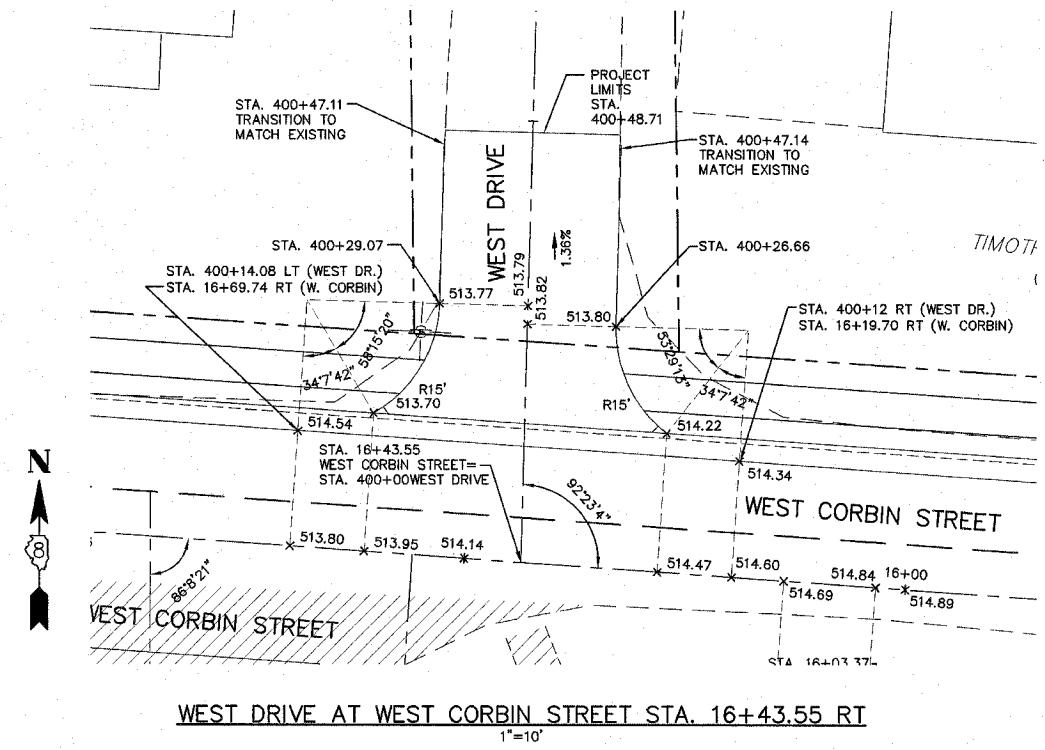 PROJECT
LIMITS
STA.
400+48.71
STA. 400+47.11
TRANSITION TO
MATCH EXISTING
STA. 400+47.14
TRANSITION TO
MATCH EXISTING
WEST DRIVE
1.36%
STA. 400+29.07
STA. 400+26.66
TIMOTH
STA. 400+14.08 LT (WEST DR.)
STA. 16+69.74 RT (W. CORBIN)
513.77
513.79
513.82
513.80
STA. 400+12 RT (WEST DR.)
STA. 16+19.70 RT (W. CORBIN)
58°15'20"
34°7'42"
53°29'13"
34°7'42"
R15'
R15'
513.70
514.54
514.22
514.34
STA. 16+43.55
WEST CORBIN STREET=
STA. 400+00WEST DRIVE
92°23'4"
N
WEST CORBIN STREET
513.80
513.95
514.14
514.47
514.60
514.69
514.84
16+00
514.89
86°8'21"
WEST CORBIN STREET
STA. 16+03.37
WEST DRIVE AT WEST CORBIN STREET STA. 16+43.55 RT
1"=10'